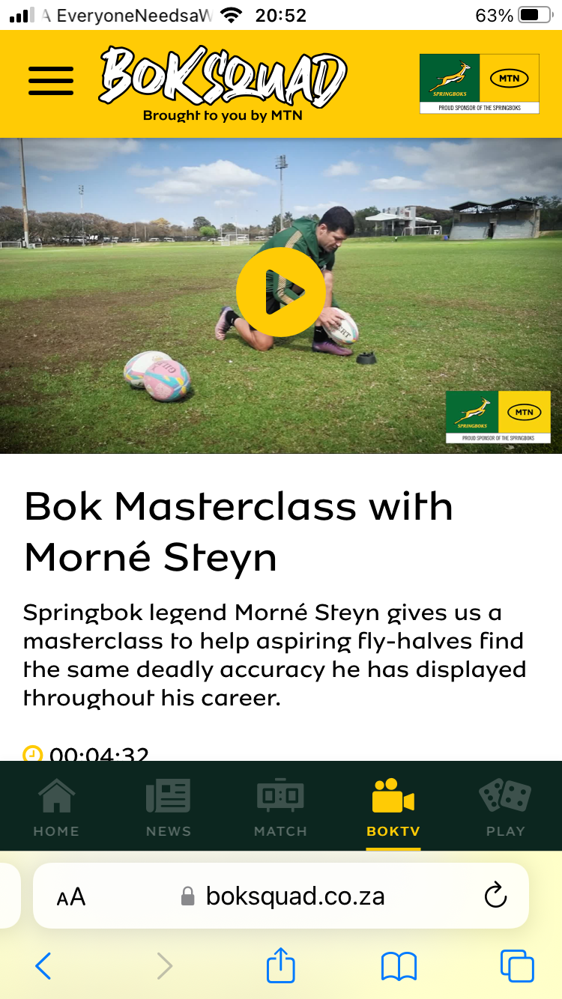 A EveryoneNeedsaW 20:52 63%
BOKSQUAD
Brought to you by MTN
SPRINGBOKS
MTN
PROUD SPONSOR OF THE SPRINGBOKS
SPRINGBOKS
MTN
PROUD SPONSOR OF THE SPRINGBOKS
Bok Masterclass with
Morné Steyn
Springbok legend Morné Steyn gives us a
masterclass to help aspiring fly-halves find
the same deadly accuracy he has displayed
throughout his career.
00:04:32
HOME NEWS MATCH BOKTV PLAY
AA boksquad.co.za